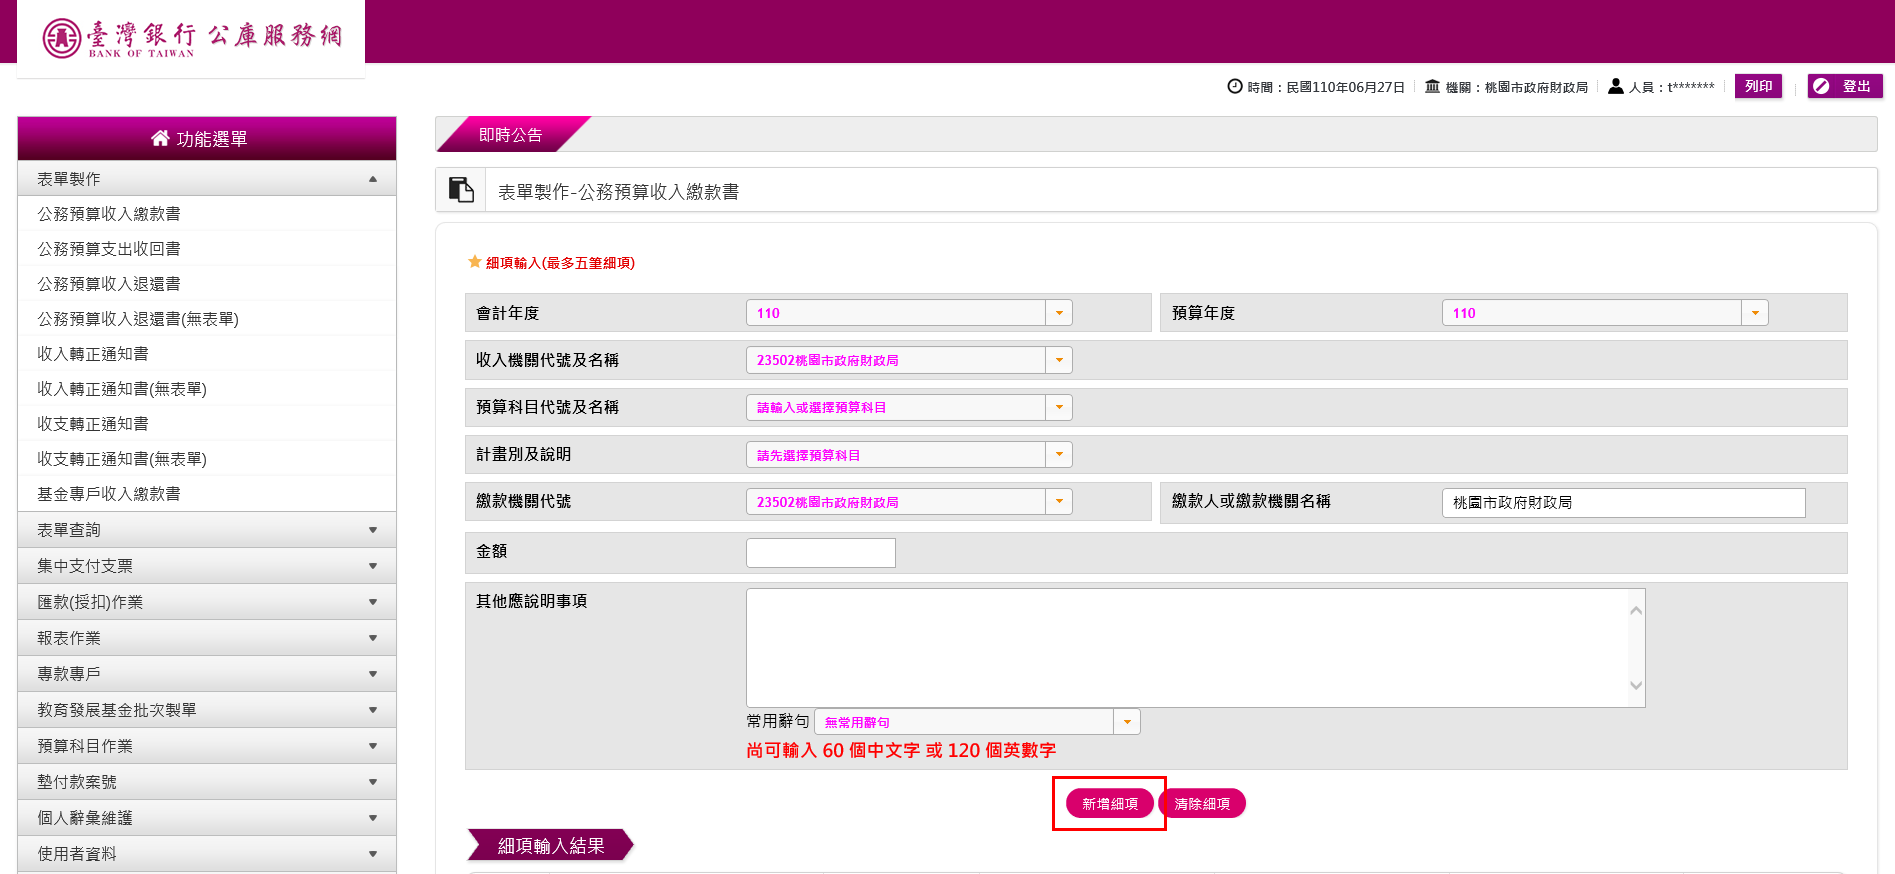 臺灣銀行 公庫服務網
BANK OF TAIWAN
時間：民國110年06月27日 機關：桃園市政府財政局 人員：t******* 列印 登出
功能選單
表單製作
公務預算收入繳款書
公務預算支出收回書
公務預算收入退還書
公務預算收入退還書(無表單)
收入轉正通知書
收入轉正通知書(無表單)
收支轉正通知書
收支轉正通知書(無表單)
基金專戶收入繳款書
表單查詢
集中支付支票
匯款(授扣)作業
報表作業
專款專戶
教育發展基金批次製單
預算科目作業
墊付款案號
個人辭彙維護
使用者資料
即時公告
表單製作-公務預算收入繳款書
細項輸入(最多五筆細項)
會計年度 110 預算年度 110
收入機關代號及名稱 23502桃園市政府財政局
預算科目代號及名稱 請輸入或選擇預算科目
計畫別及說明 請先選擇預算科目
繳款機關代號 23502桃園市政府財政局 繳款人或繳款機關名稱 桃園市政府財政局
金額
其他應說明事項
常用辭句 無常用辭句
尚可輸入 60 個中文字 或 120 個英數字
新增細項 清除細項
細項輸入結果